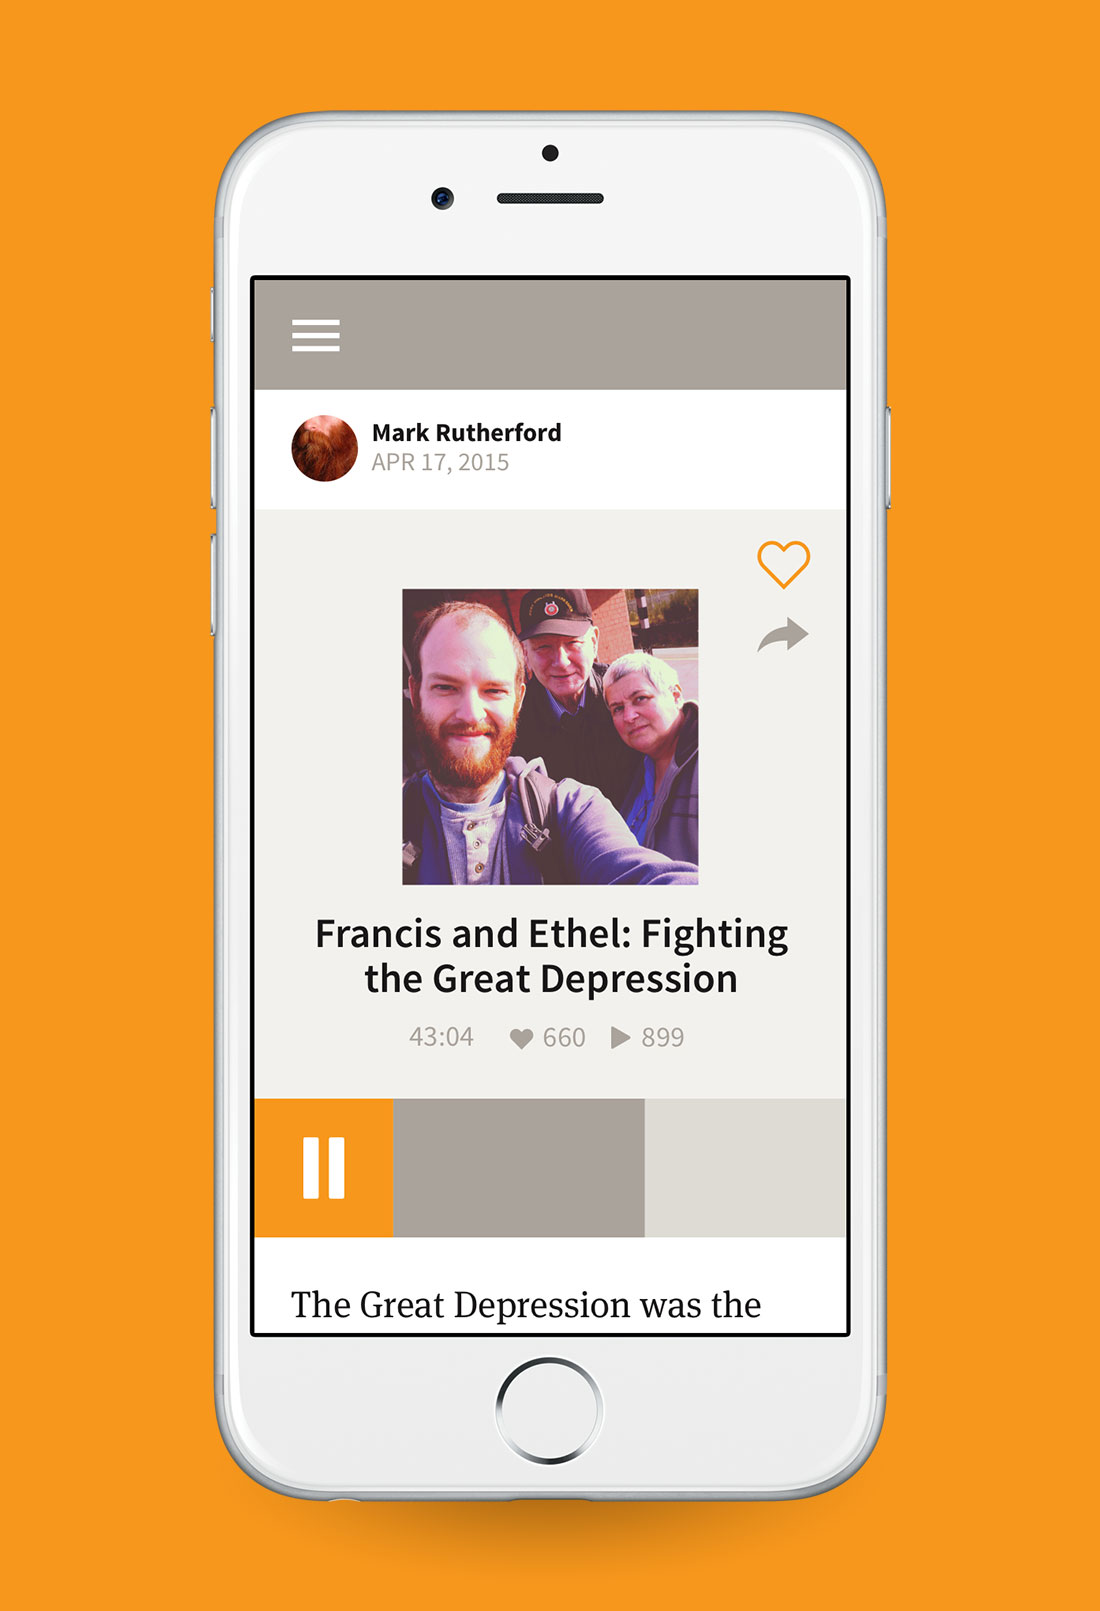 Mark Rutherford
APR 17, 2015
Francis and Ethel: Fighting
the Great Depression
43:04 660 899
The Great Depression was the